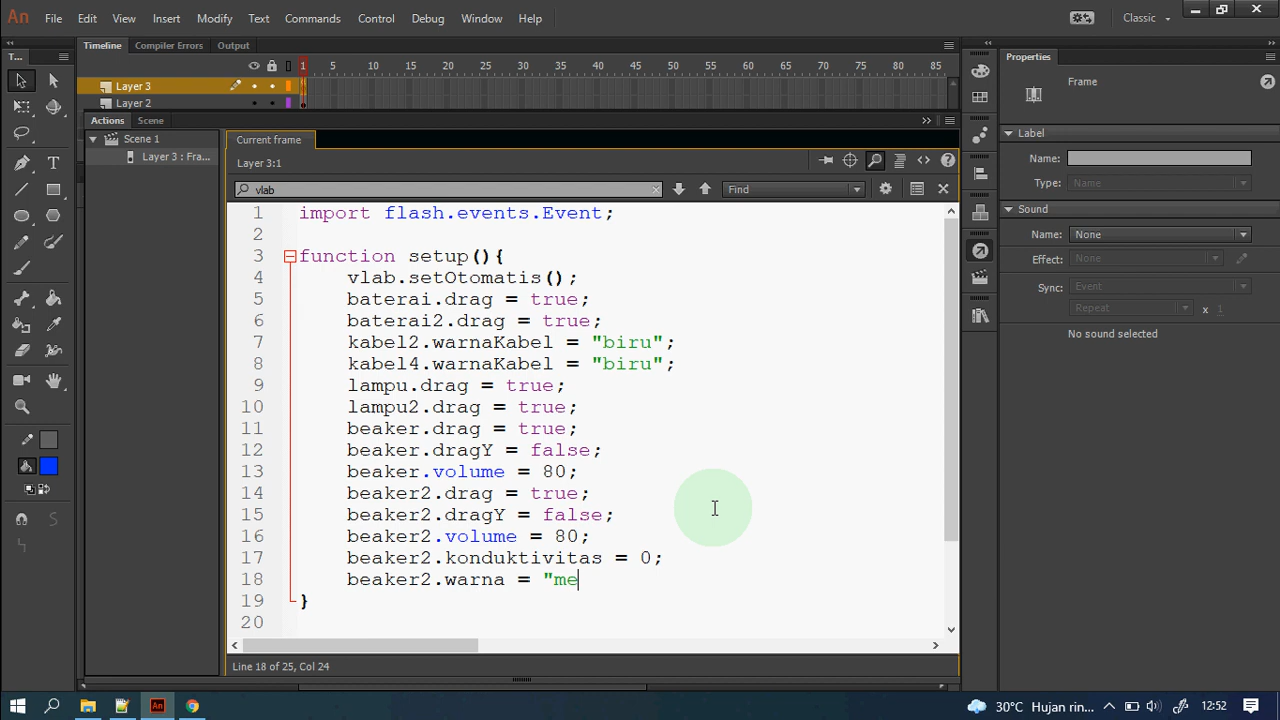 An File Edit View Insert Modify Text Commands Control Debug Window Help Classic
Timeline Compiler Errors Output
T...
1 5 10 15 20 25 30 35 40 45 50 55 60 65 70 75 80 85
Layer 3
Layer 2
Actions Scene
Scene 1
Layer 3 : Fra...
Current frame
Layer 3:1
vlab
Find
1 import flash.events.Event;
2
3 function setup(){
4 vlab.setOtomatis();
5 baterai.drag = true;
6 baterai2.drag = true;
7 kabel2.warnaKabel = "biru";
8 kabel4.warnaKabel = "biru";
9 lampu.drag = true;
10 lampu2.drag = true;
11 beaker.drag = true;
12 beaker.dragY = false;
13 beaker.volume = 80;
14 beaker2.drag = true;
15 beaker2.dragY = false;
16 beaker2.volume = 80;
17 beaker2.konduktivitas = 0;
18 beaker2.warna = "me
19 }
20
Line 18 of 25, Col 24
Properties
Frame
Label
Name:
Type: Name
Sound
Name: None
Effect: None
Sync: Event
Repeat x 1
No sound selected
An 30°C Hujan rin... 12:52